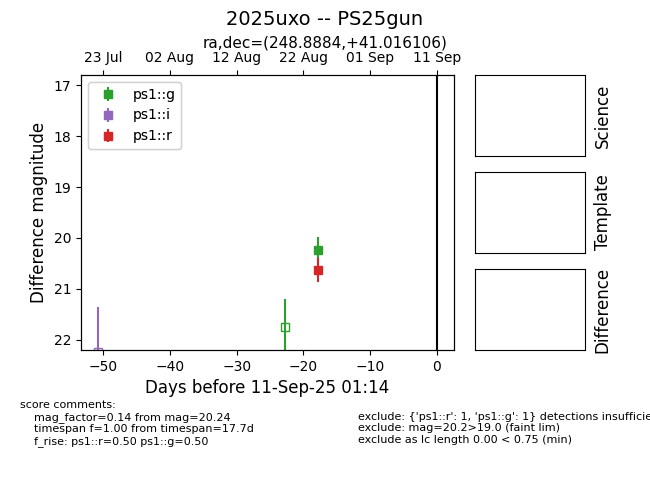 2025uxo -- PS25gun
ra,dec=(248.8884,+41.016106)
23 Jul 02 Aug 12 Aug 22 Aug 01 Sep 11 Sep
17
18
19
20
21
22
Difference magnitude
ps1::g
ps1::i
ps1::r
−50 −40 −30 −20 −10 0
Days before 11-Sep-25 01:14
Science
Template
Difference
score comments:
mag_factor=0.14 from mag=20.24
timespan f=1.00 from timespan=17.7d
f_rise: ps1::r=0.50 ps1::g=0.50
exclude: {'ps1::r': 1, 'ps1::g': 1} detections insufficie
exclude: mag=20.2>19.0 (faint lim)
exclude as lc length 0.00 < 0.75 (min)